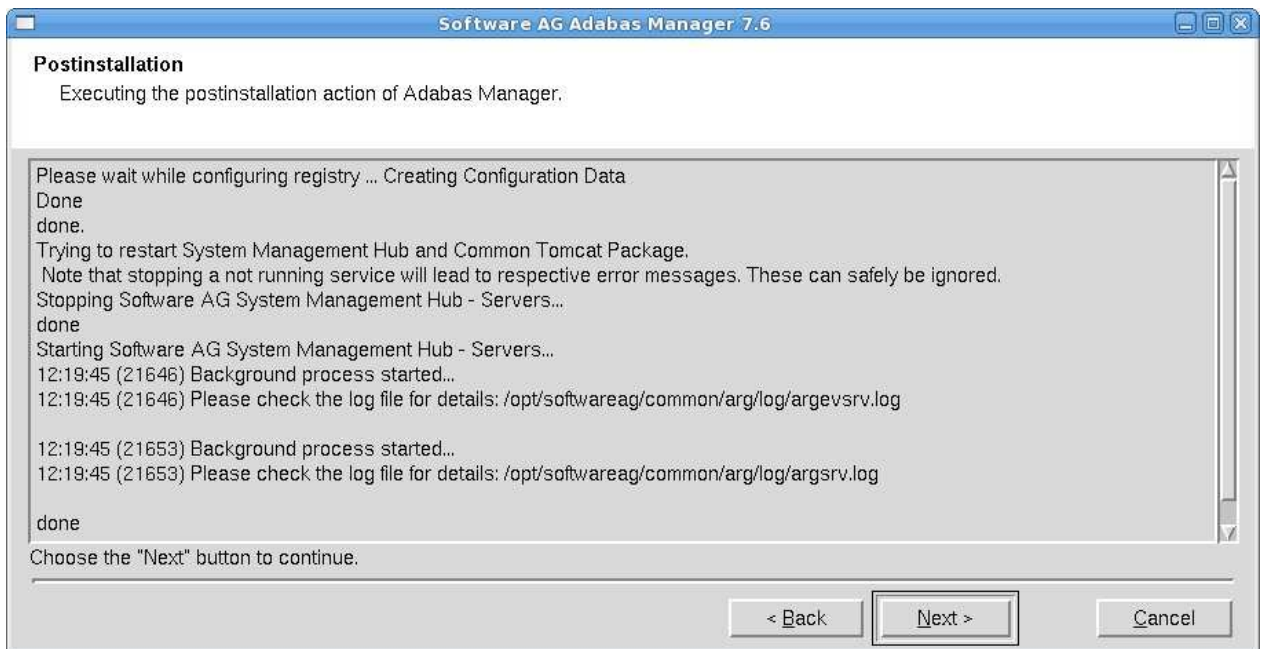 Software AG Adabas Manager 7.6
Postinstallation
Executing the postinstallation action of Adabas Manager.
Please wait while configuring registry ... Creating Configuration Data
Done
done.
Trying to restart System Management Hub and Common Tomcat Package.
Note that stopping a not running service will lead to respective error messages. These can safely be ignored.
Stopping Software AG System Management Hub - Servers...
done
Starting Software AG System Management Hub - Servers...
12:19:45 (21646) Background process started...
12:19:45 (21646) Please check the log file for details: /opt/softwareag/common/arg/log/argevsrv.log
12:19:45 (21653) Background process started...
12:19:45 (21653) Please check the log file for details: /opt/softwareag/common/arg/log/argsrv.log
done
Choose the "Next" button to continue.
< Back
Next >
Cancel